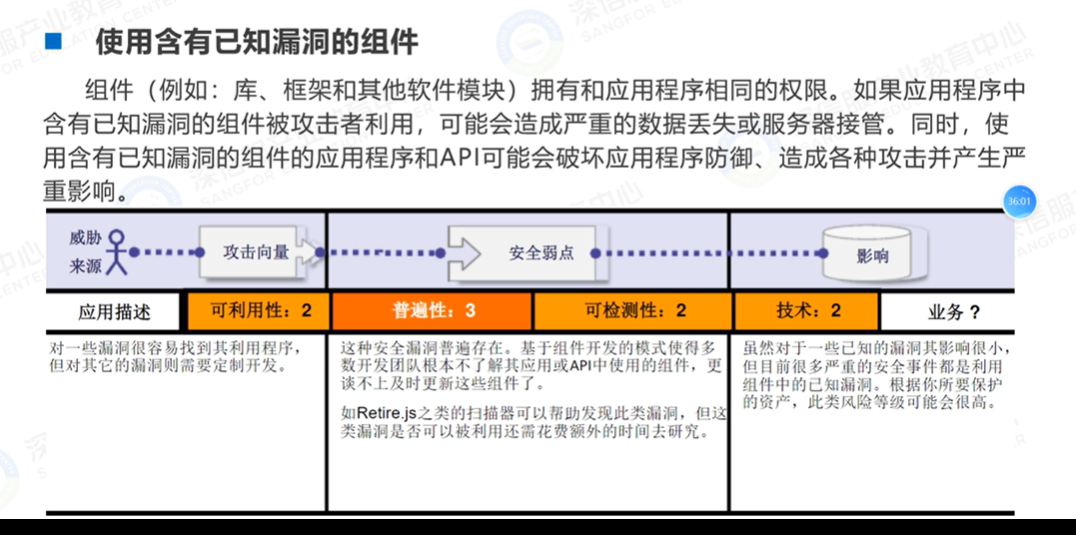 使用含有已知漏洞的组件
组件（例如：库、框架和其他软件模块）拥有和应用程序相同的权限。如果应用程序中
含有已知漏洞的组件被攻击者利用，可能会造成严重的数据丢失或服务器接管。同时，使
用含有已知漏洞的组件的应用程序和API可能会破坏应用程序防御、造成各种攻击并产生严
重影响。
36:01
威胁
来源
攻击向量
安全弱点
影响
应用描述
可利用性：2
普遍性：3
可检测性：2
技术：2
业务？
对一些漏洞很容易找到其利用程序，
但对其它的漏洞则需要定制开发。
这种安全漏洞普遍存在。基于组件开发的模式使得多
数开发团队根本不了解其应用或API中使用的组件，更
谈不上及时更新这些组件了。
如Retire.js之类的扫描器可以帮助发现此类漏洞，但这
类漏洞是否可以被利用还需花费额外的时间去研究。
虽然对于一些已知的漏洞其影响很小，
但目前很多严重的安全事件都是利用
组件中的已知漏洞。根据你所要保护
的资产，此类风险等级可能会很高。